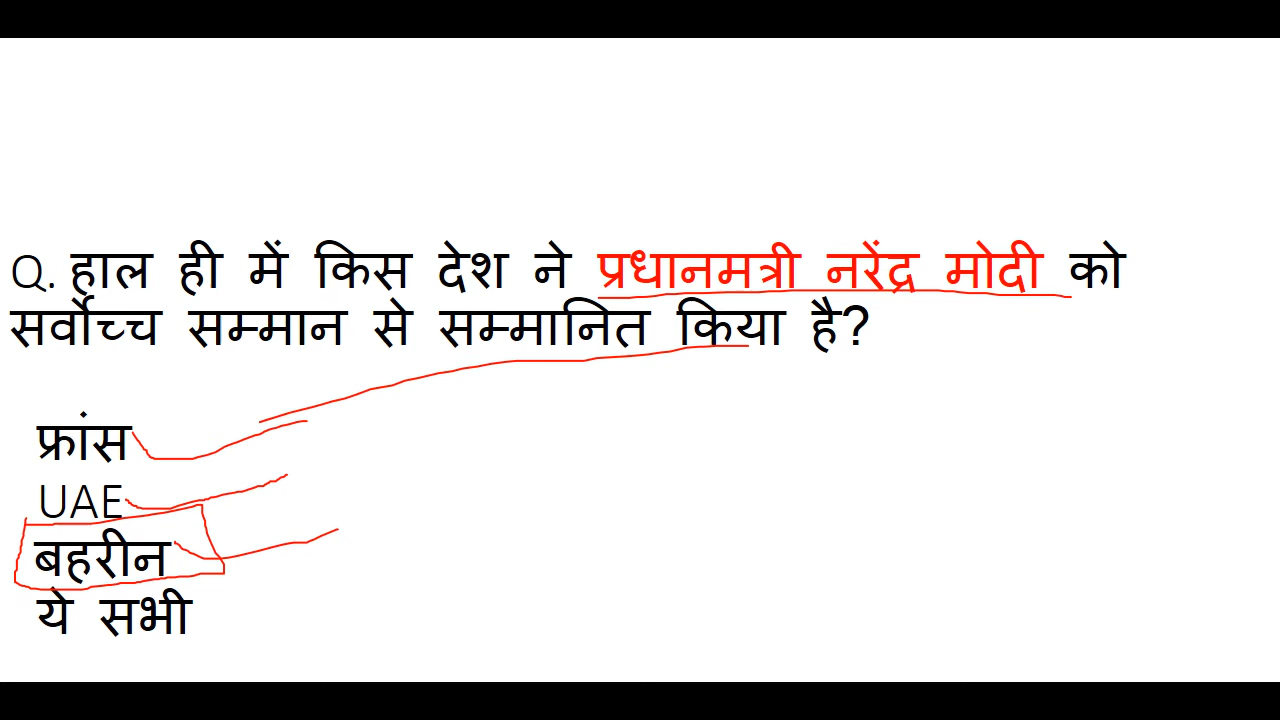 Q. हाल ही में किस देश ने प्रधानमत्री नरेंद्र मोदी को
सर्वोच्च सम्मान से सम्मानित किया है?
फ्रांस
UAE
बहरीन
ये सभी